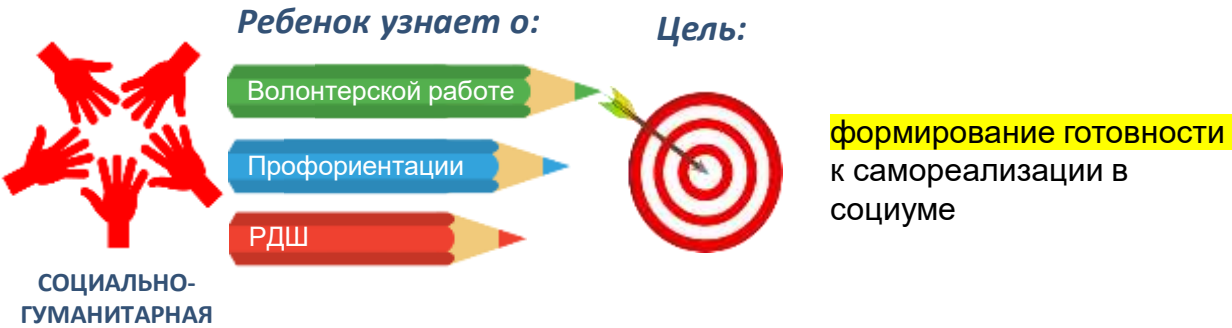 Ребенок узнает о:
Цель:
Волонтерской работе
Профориентации
РДШ
формирование готовности
к самореализации в
социуме
СОЦИАЛЬНО-
ГУМАНИТАРНАЯ